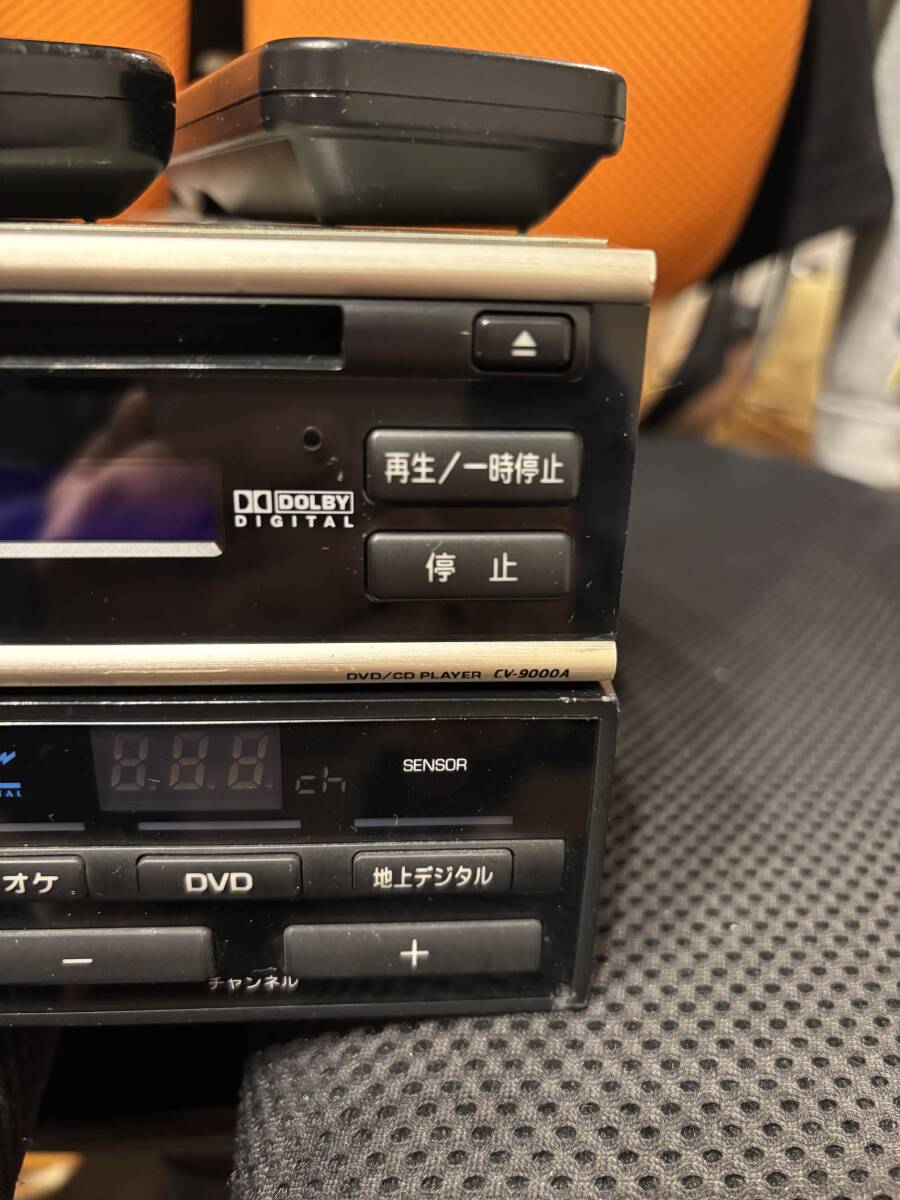 再生/一時停止
DOLBY
DIGITAL
停 止
DVD/CD PLAYER CV-9000A
8.8.8 ch
SENSOR
オケ
DVD
地上デジタル
－
＋
チャンネル